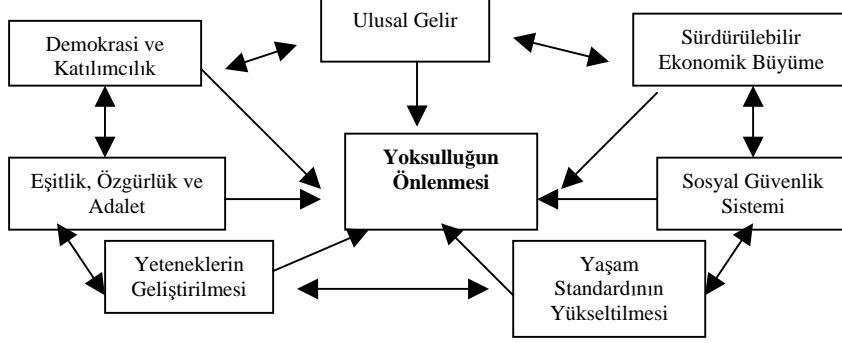 Ulusal Gelir
Demokrasi ve
Katılımcılık
Sürdürülebilir
Ekonomik Büyüme
Yoksulluğun
Önlenmesi
Eşitlik, Özgürlük ve
Adalet
Sosyal Güvenlik
Sistemi
Yeteneklerin
Geliştirilmesi
Yaşam
Standardının
Yükseltilmesi